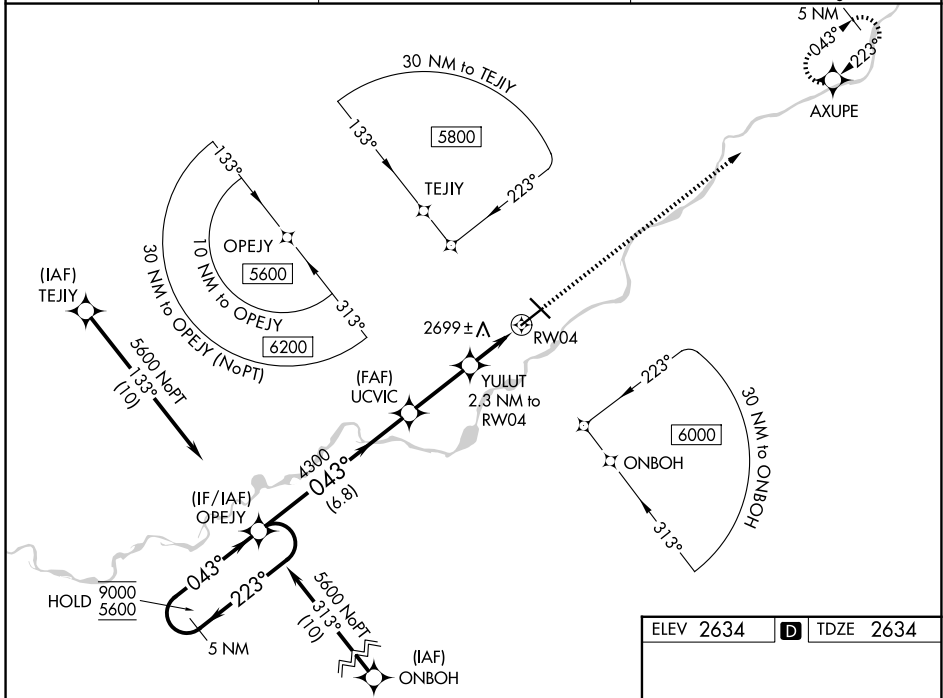 5 NM
043°
223°
AXUPE
30 NM to TEJIY
5800
133°
TEJIY
223°
133°
OPEJY
5600
10 NM to OPEJY
30 NM to OPEJY (NoPT)
6200
313°
(IAF)
TEJIY
5600 NoPT
133°
(10)
2699 ±
RW04
(FAF)
UCVIC
YULUT
2.3 NM to
RW04
223°
6000
30 NM to ONBOH
ONBOH
313°
4300
043°
(6.8)
(IF/IAF)
OPEJY
043°
223°
HOLD 9000
5600
5 NM
5600 NoPT
313°
(10)
(IAF)
ONBOH
ELEV 2634 D TDZE 2634